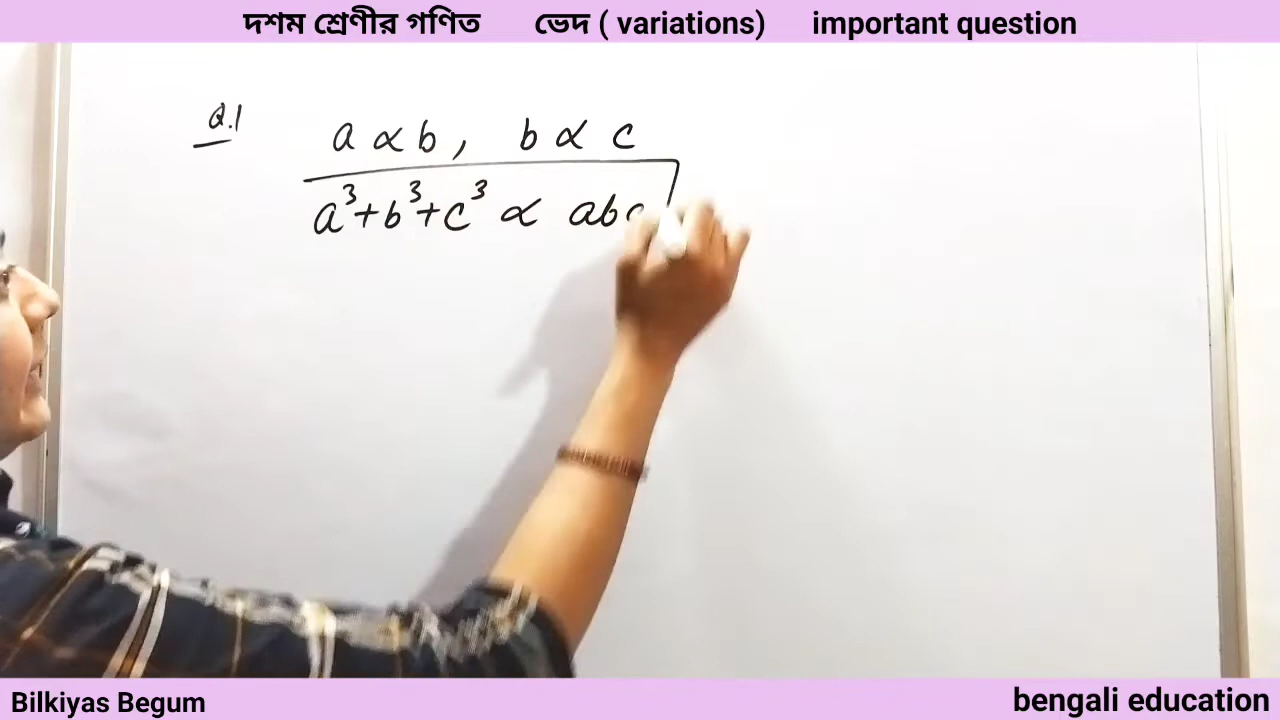 দশম শ্রেণীর গণিত ভেদ ( variations) important question
Q.1 a ∝ b, b ∝ c
a³+b³+c³ ∝ abc
Bilkiyas Begum
bengali education